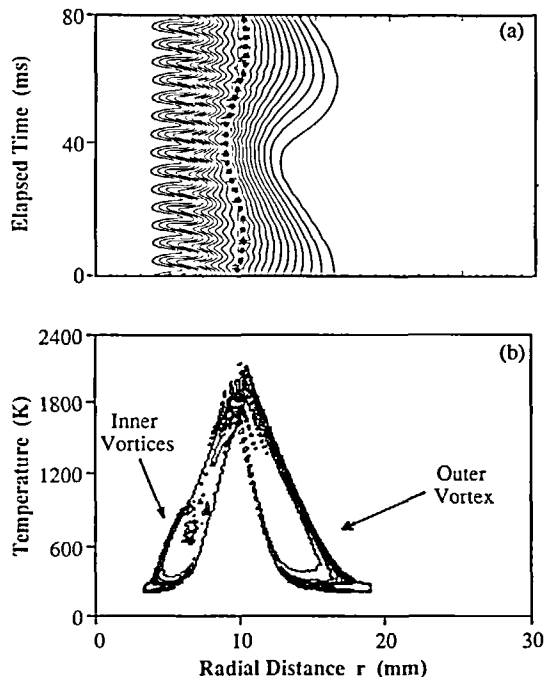 (a)
Elapsed Time (ms)
80
40
0
(b)
Temperature (K)
2400
1800
1200
600
0
Inner
Vortices
Outer
Vortex
0
10
20
30
Radial Distance r (mm)